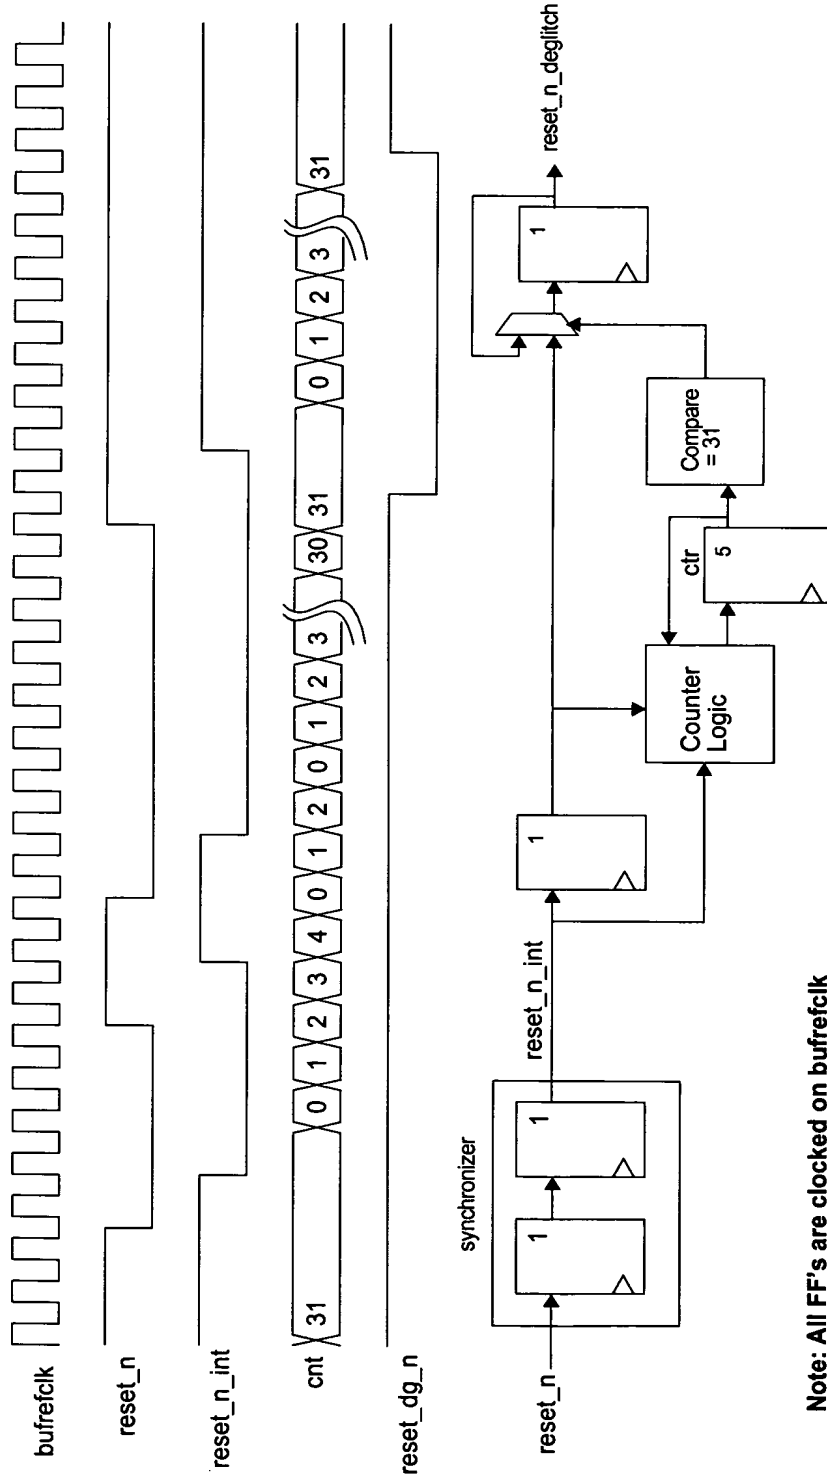 bufrefclk
reset_n
reset_n_int
cnt
31 0 1 2 3 4 0 1 2 0 1 2 3 30 31 0 1 2 3 31
reset_dg_n
synchronizer
reset_n
1
1
reset_n_int
1
Counter
Logic
ctr
5
Compare
= 31
1
reset_n_deglitch
Note: All FF's are clocked on bufrefclk